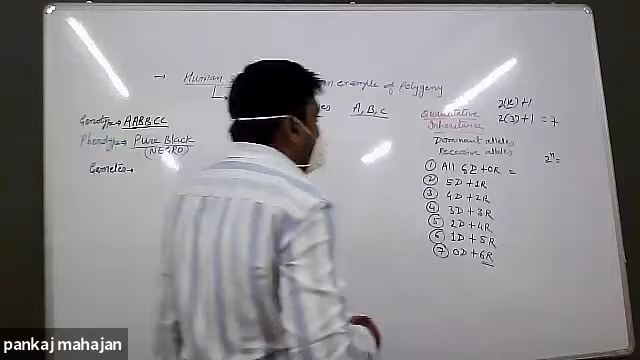 → Human on example of Polygeny
A, B, C
Genotype → AABBCC
Phenotype → Pure Black
(NEGRO)
Gametes →
Quantitative Inheritance
2(n)+1
2(3)+1 = 7
Dominant alleles
Recessive alleles
2ⁿ =
① All 6D + 0R =
② 5D + 1R
③ 4D + 2R
④ 3D + 3R
⑤ 2D + 4R
⑥ 1D + 5R
⑦ 0D + 6R
pankaj mahajan